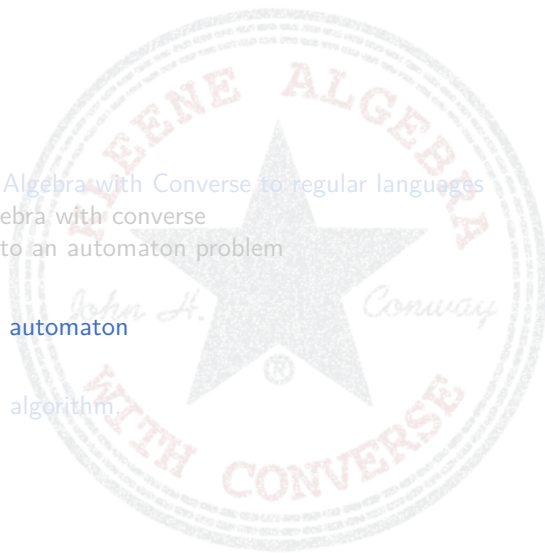 KLEENE ALGEBRA
Algebra with Converse to regular languages
ebra with converse
to an automaton problem
John H. Conway
automaton
®
algorithm.
WITH CONVERSE